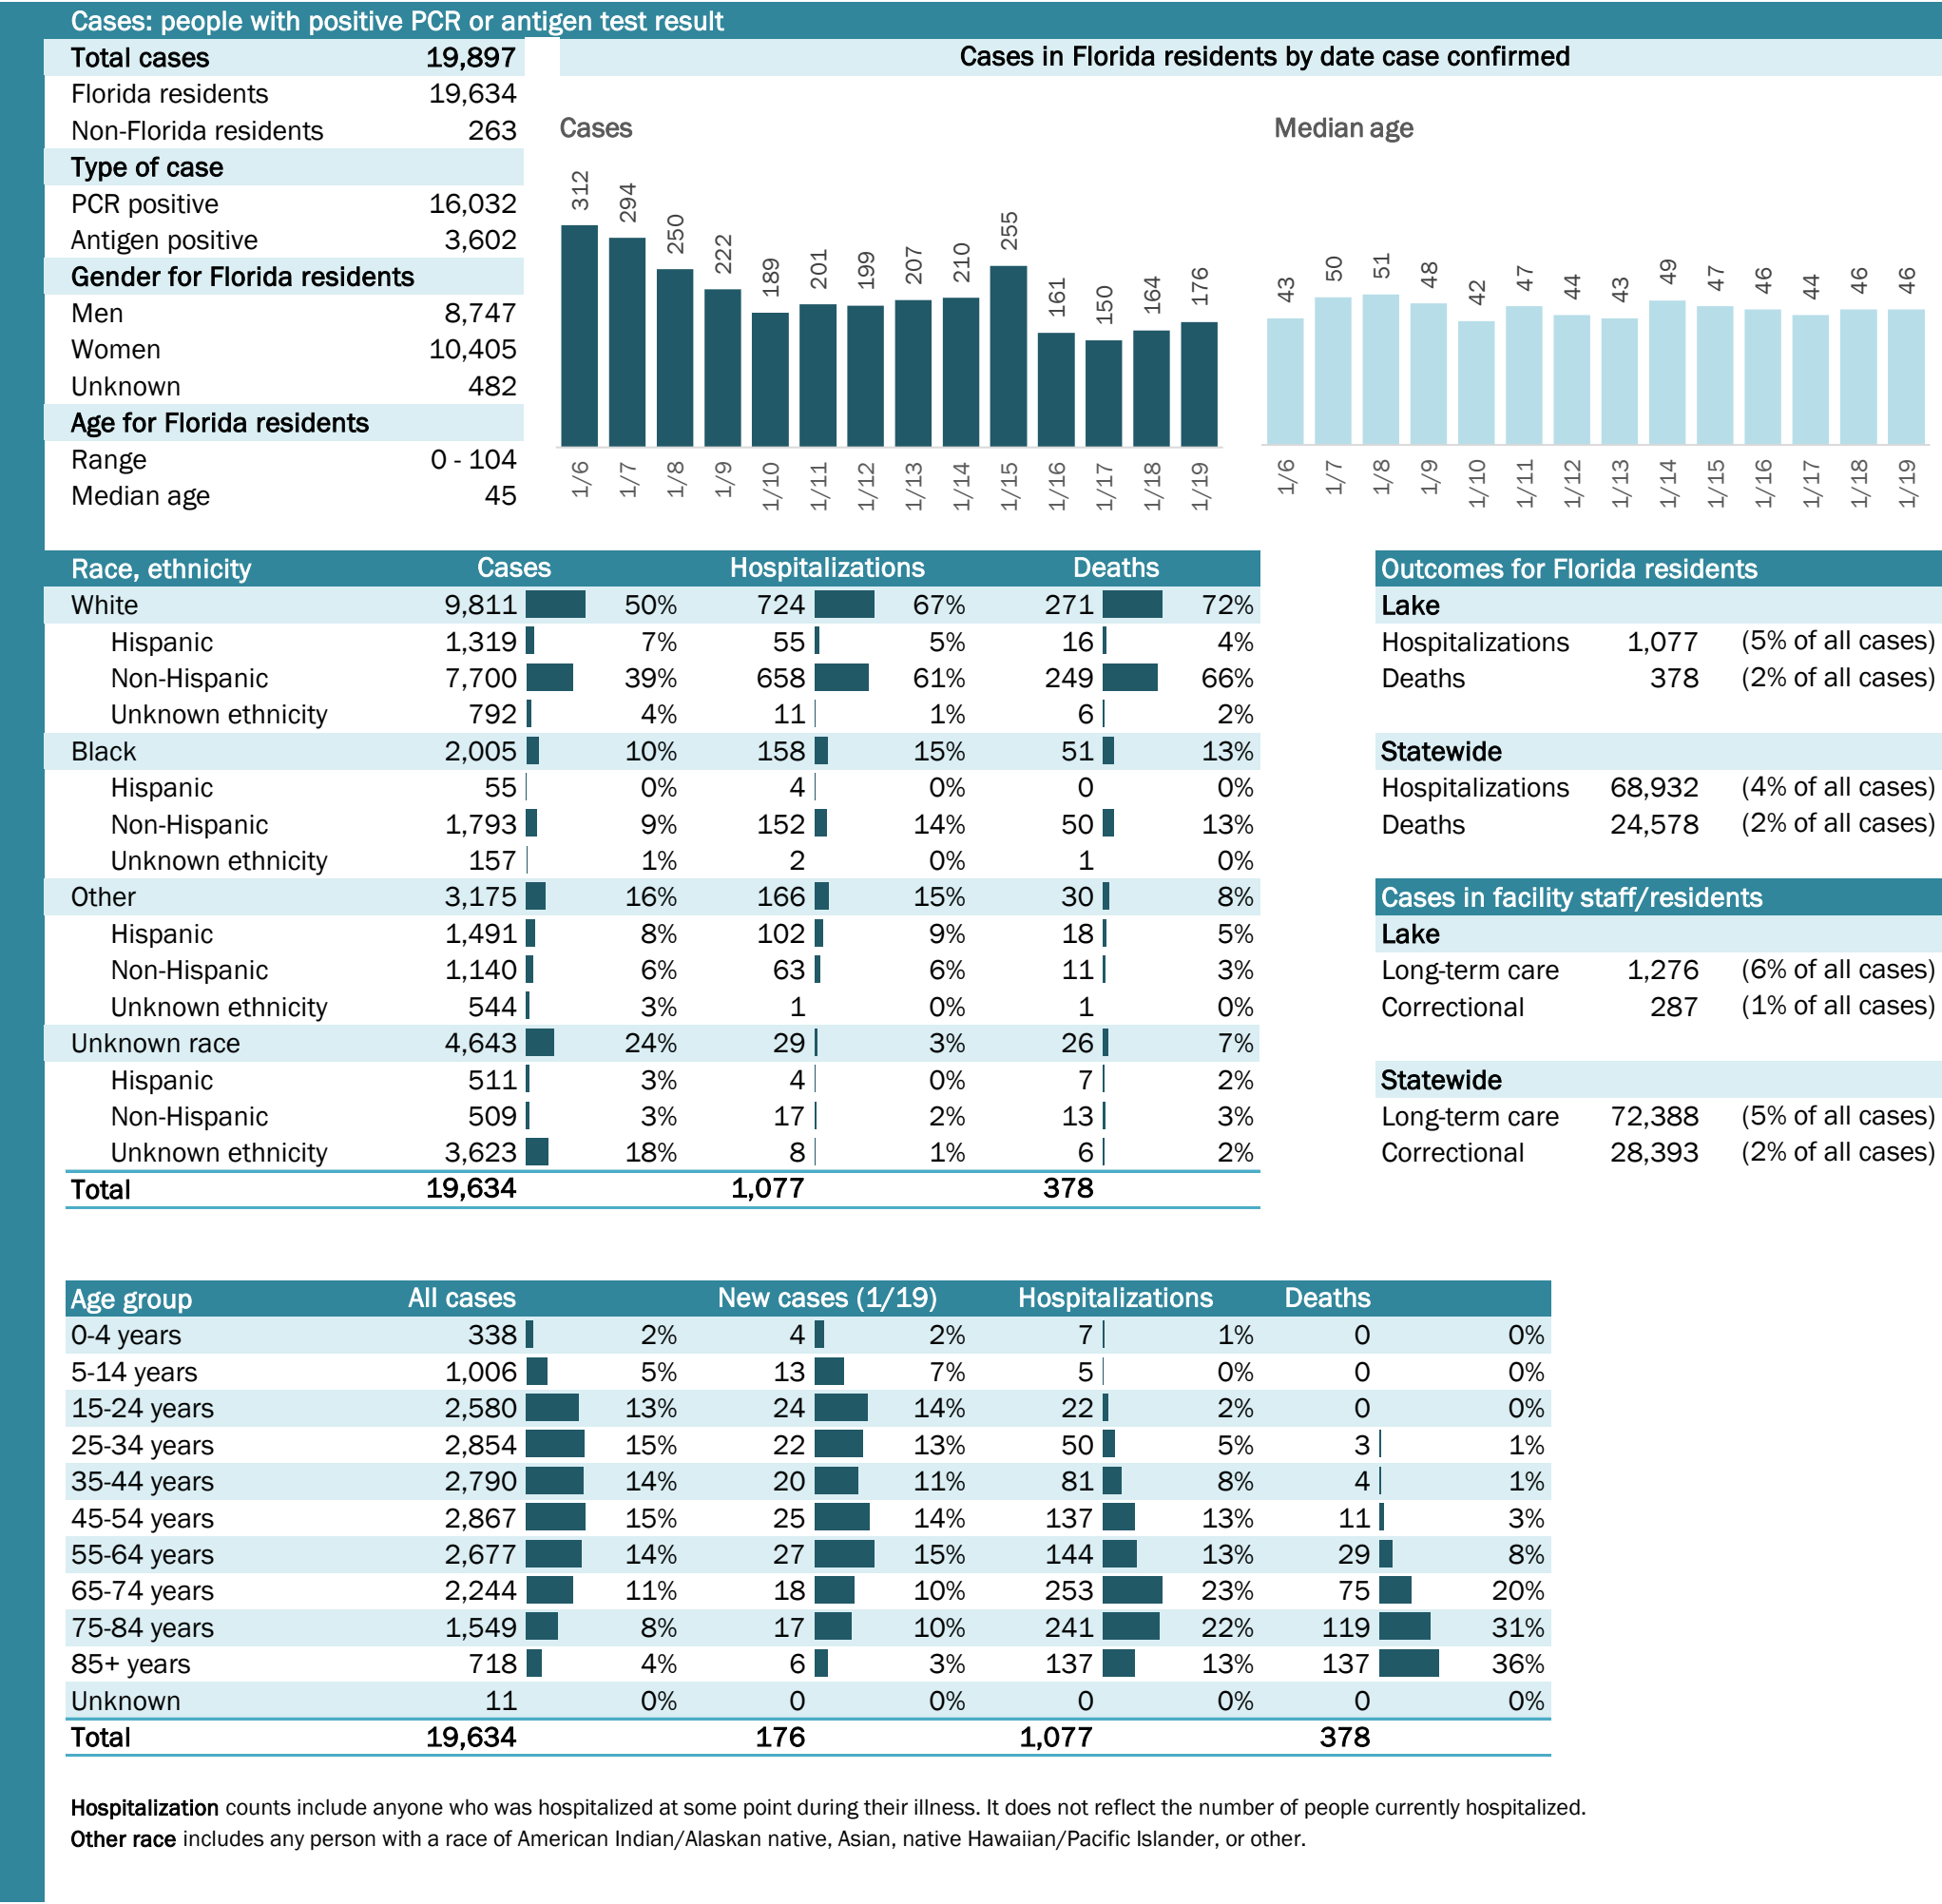 Cases: people with positive PCR or antigen test result
Total cases 19,897
Florida residents 19,634
Non-Florida residents 263
Type of case
PCR positive 16,032
Antigen positive 3,602
Gender for Florida residents
Men 8,747
Women 10,405
Unknown 482
Age for Florida residents
Range 0 - 104
Median age 45
Cases in Florida residents by date case confirmed
Cases
312 294 250 222 189 201 199 207 210 255 161 150 164 176
1/6 1/7 1/8 1/9 1/10 1/11 1/12 1/13 1/14 1/15 1/16 1/17 1/18 1/19
Median age
43 50 51 48 42 47 44 43 49 47 46 44 46 46
1/6 1/7 1/8 1/9 1/10 1/11 1/12 1/13 1/14 1/15 1/16 1/17 1/18 1/19
Race, ethnicity Cases Hospitalizations Deaths
White 9,811 50% 724 67% 271 72%
Hispanic 1,319 7% 55 5% 16 4%
Non-Hispanic 7,700 39% 658 61% 249 66%
Unknown ethnicity 792 4% 11 1% 6 2%
Black 2,005 10% 158 15% 51 13%
Hispanic 55 0% 4 0% 0 0%
Non-Hispanic 1,793 9% 152 14% 50 13%
Unknown ethnicity 157 1% 2 0% 1 0%
Other 3,175 16% 166 15% 30 8%
Hispanic 1,491 8% 102 9% 18 5%
Non-Hispanic 1,140 6% 63 6% 11 3%
Unknown ethnicity 544 3% 1 0% 1 0%
Unknown race 4,643 24% 29 3% 26 7%
Hispanic 511 3% 4 0% 7 2%
Non-Hispanic 509 3% 17 2% 13 3%
Unknown ethnicity 3,623 18% 8 1% 6 2%
Total 19,634 1,077 378
Outcomes for Florida residents
Lake
Hospitalizations 1,077 (5% of all cases)
Deaths 378 (2% of all cases)
Statewide
Hospitalizations 68,932 (4% of all cases)
Deaths 24,578 (2% of all cases)
Cases in facility staff/residents
Lake
Long-term care 1,276 (6% of all cases)
Correctional 287 (1% of all cases)
Statewide
Long-term care 72,388 (5% of all cases)
Correctional 28,393 (2% of all cases)
Age group All cases New cases (1/19) Hospitalizations Deaths
0-4 years 338 2% 4 2% 7 1% 0 0%
5-14 years 1,006 5% 13 7% 5 0% 0 0%
15-24 years 2,580 13% 24 14% 22 2% 0 0%
25-34 years 2,854 15% 22 13% 50 5% 3 1%
35-44 years 2,790 14% 20 11% 81 8% 4 1%
45-54 years 2,867 15% 25 14% 137 13% 11 3%
55-64 years 2,677 14% 27 15% 144 13% 29 8%
65-74 years 2,244 11% 18 10% 253 23% 75 20%
75-84 years 1,549 8% 17 10% 241 22% 119 31%
85+ years 718 4% 6 3% 137 13% 137 36%
Unknown 11 0% 0 0% 0 0% 0 0%
Total 19,634 176 1,077 378
Hospitalization counts include anyone who was hospitalized at some point during their illness. It does not reflect the number of people currently hospitalized.
Other race includes any person with a race of American Indian/Alaskan native, Asian, native Hawaiian/Pacific Islander, or other.